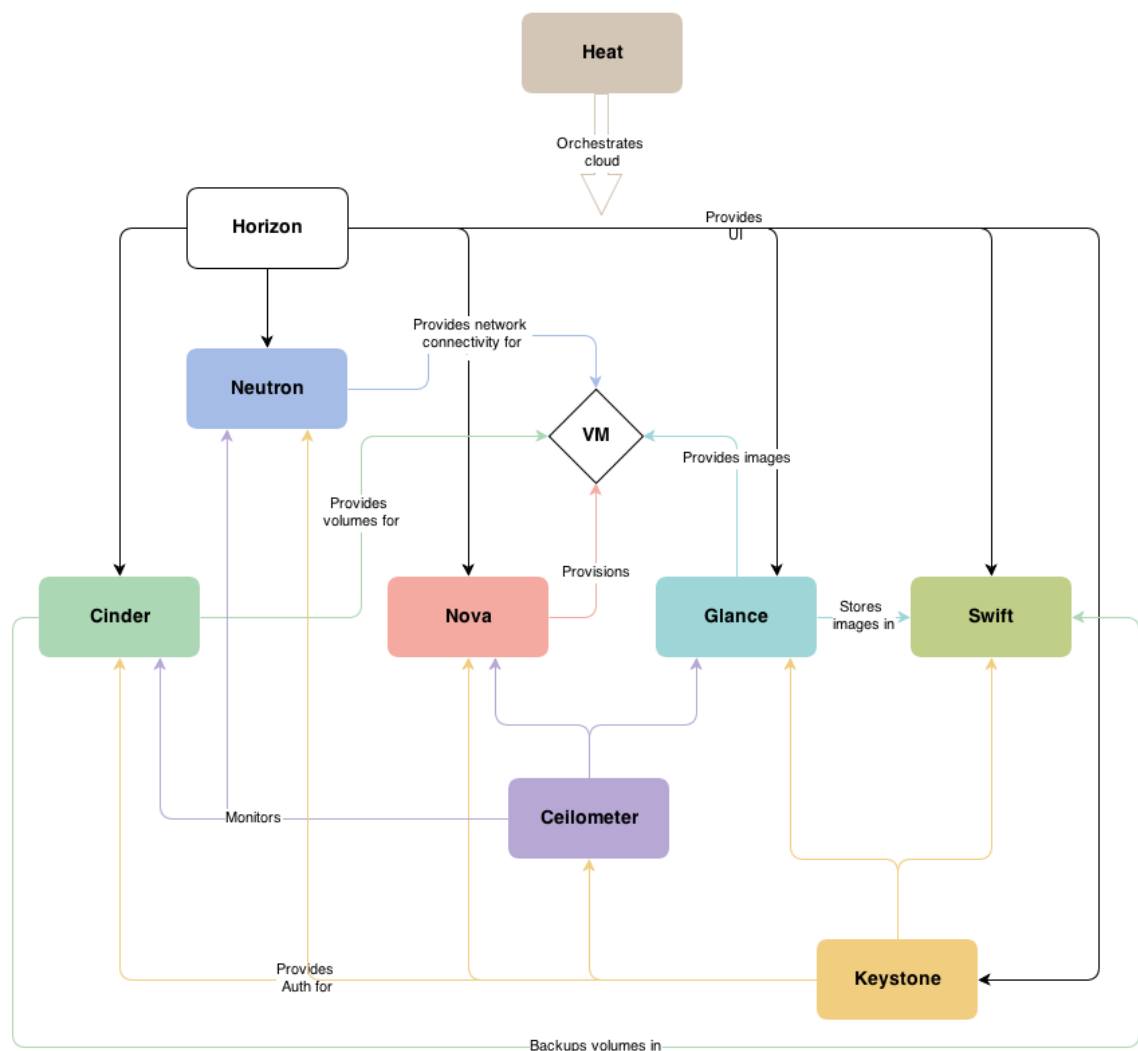 Heat
Orchestrates
cloud
Horizon
Provides
UI
Provides network
connectivity for
Neutron
VM
Provides images
Provides
volumes for
Provisions
Cinder
Nova
Glance
Stores
images in
Swift
Monitors
Ceilometer
Provides
Auth for
Keystone
Backups volumes in